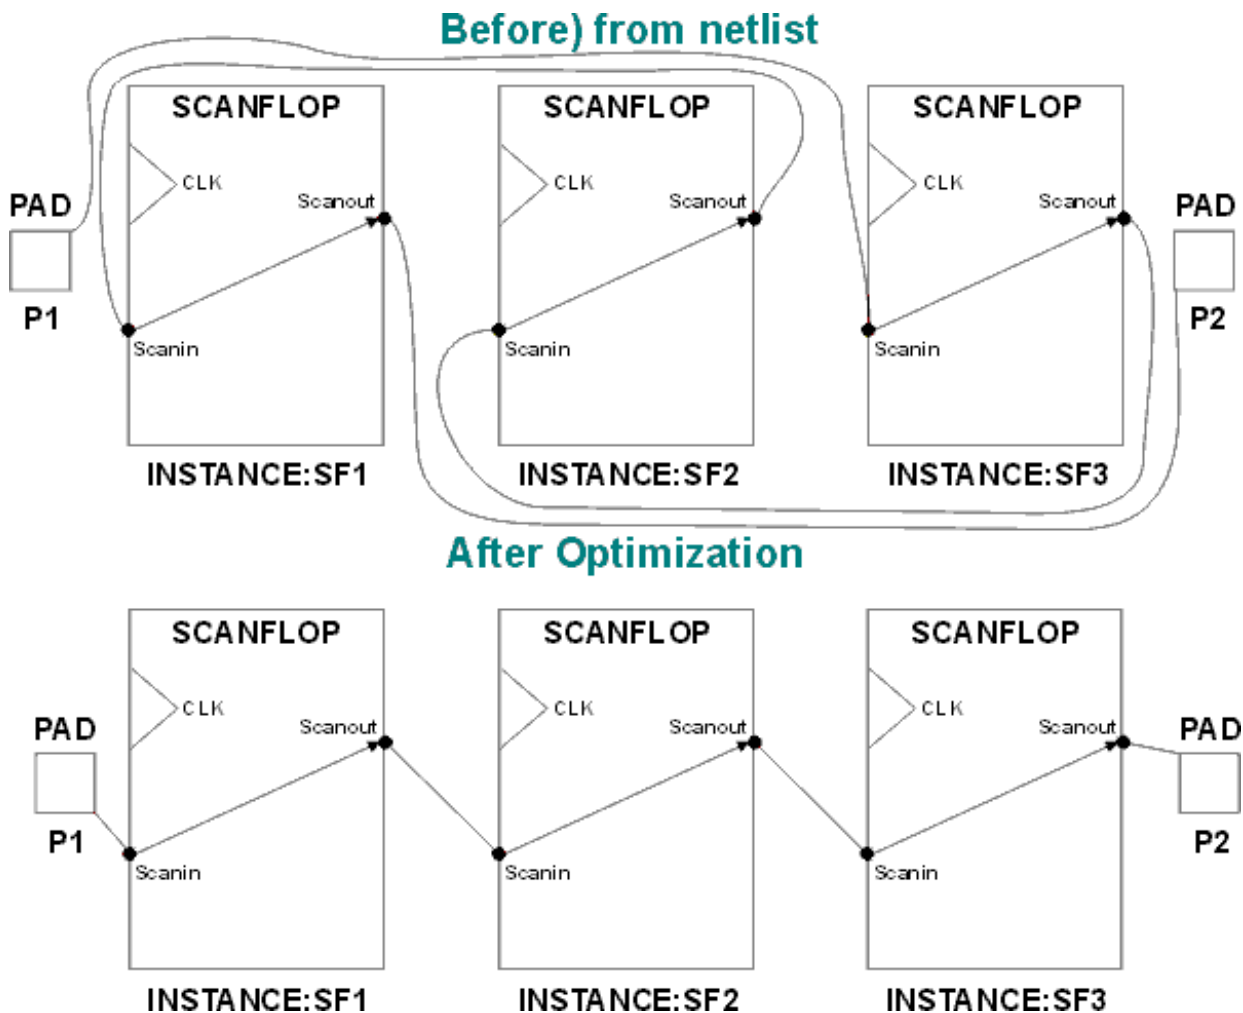 Before) from netlist
SCANFLOP
SCANFLOP
SCANFLOP
CLK
CLK
CLK
PAD
Scanout
Scanout
Scanout
PAD
P1
P2
Scanin
Scanin
Scanin
INSTANCE:SF1
INSTANCE:SF2
INSTANCE:SF3
After Optimization
SCANFLOP
SCANFLOP
SCANFLOP
CLK
CLK
CLK
PAD
Scanout
Scanout
Scanout
PAD
P1
P2
Scanin
Scanin
Scanin
INSTANCE:SF1
INSTANCE:SF2
INSTANCE:SF3